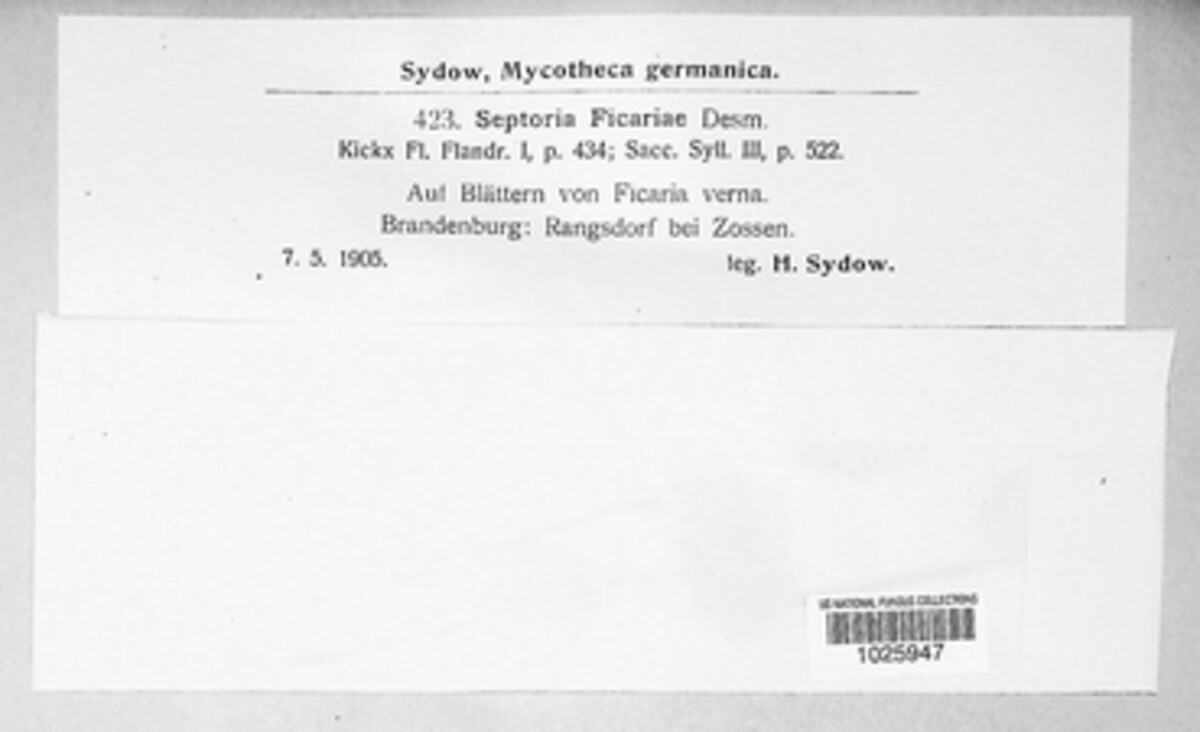 Sydow, Mycotheca germanica.
423. Septoria Ficariae Desm.
Kickx Fl. Flandr. I, p. 434; Sacc. Syll. III, p. 522.
Auf Blättern von Ficaria verna.
Brandenburg: Rangsdorf bei Zossen.
7. 5. 1905. leg. H. Sydow.
US NATIONAL FUNGUS COLLECTIONS
1025947